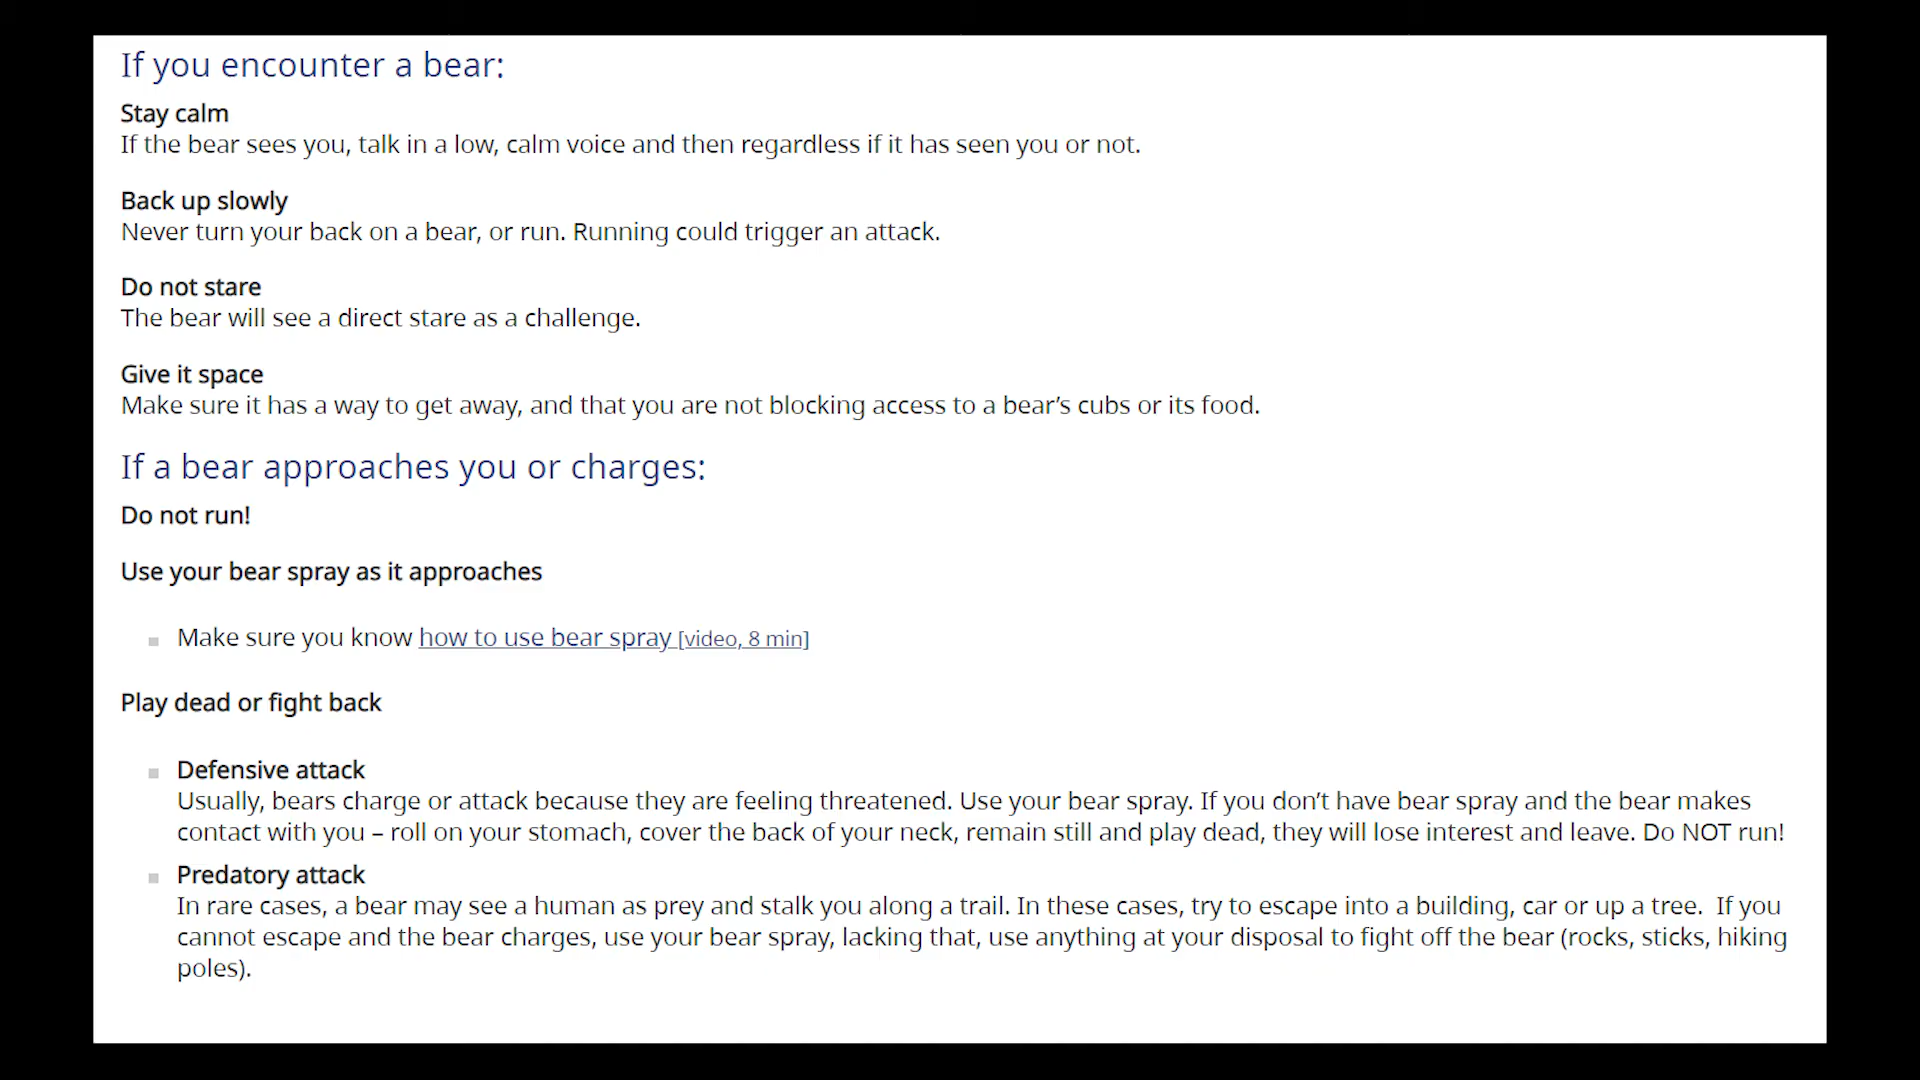 If you encounter a bear:
Stay calm
If the bear sees you, talk in a low, calm voice and then regardless if it has seen you or not.
Back up slowly
Never turn your back on a bear, or run. Running could trigger an attack.
Do not stare
The bear will see a direct stare as a challenge.
Give it space
Make sure it has a way to get away, and that you are not blocking access to a bear’s cubs or its food.
If a bear approaches you or charges:
Do not run!
Use your bear spray as it approaches
Make sure you know how to use bear spray [video, 8 min]
Play dead or fight back
Defensive attack
Usually, bears charge or attack because they are feeling threatened. Use your bear spray. If you don’t have bear spray and the bear makes
contact with you – roll on your stomach, cover the back of your neck, remain still and play dead, they will lose interest and leave. Do NOT run!
Predatory attack
In rare cases, a bear may see a human as prey and stalk you along a trail. In these cases, try to escape into a building, car or up a tree.  If you
cannot escape and the bear charges, use your bear spray, lacking that, use anything at your disposal to fight off the bear (rocks, sticks, hiking
poles).